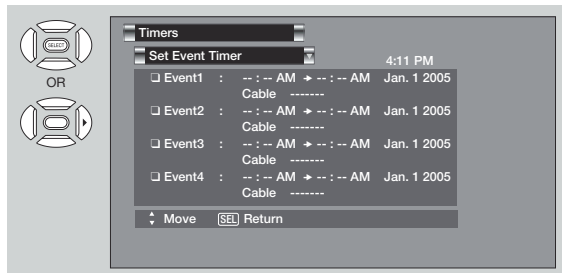 SELECT
OR
Timers
Set Event Timer
4:11 PM
❏ Event1 : -- : -- AM ➔ -- : -- AM Jan. 1 2005
Cable -------
❏ Event2 : -- : -- AM ➔ -- : -- AM Jan. 1 2005
Cable -------
❏ Event3 : -- : -- AM ➔ -- : -- AM Jan. 1 2005
Cable -------
❏ Event4 : -- : -- AM ➔ -- : -- AM Jan. 1 2005
Cable -------
Move SEL Return